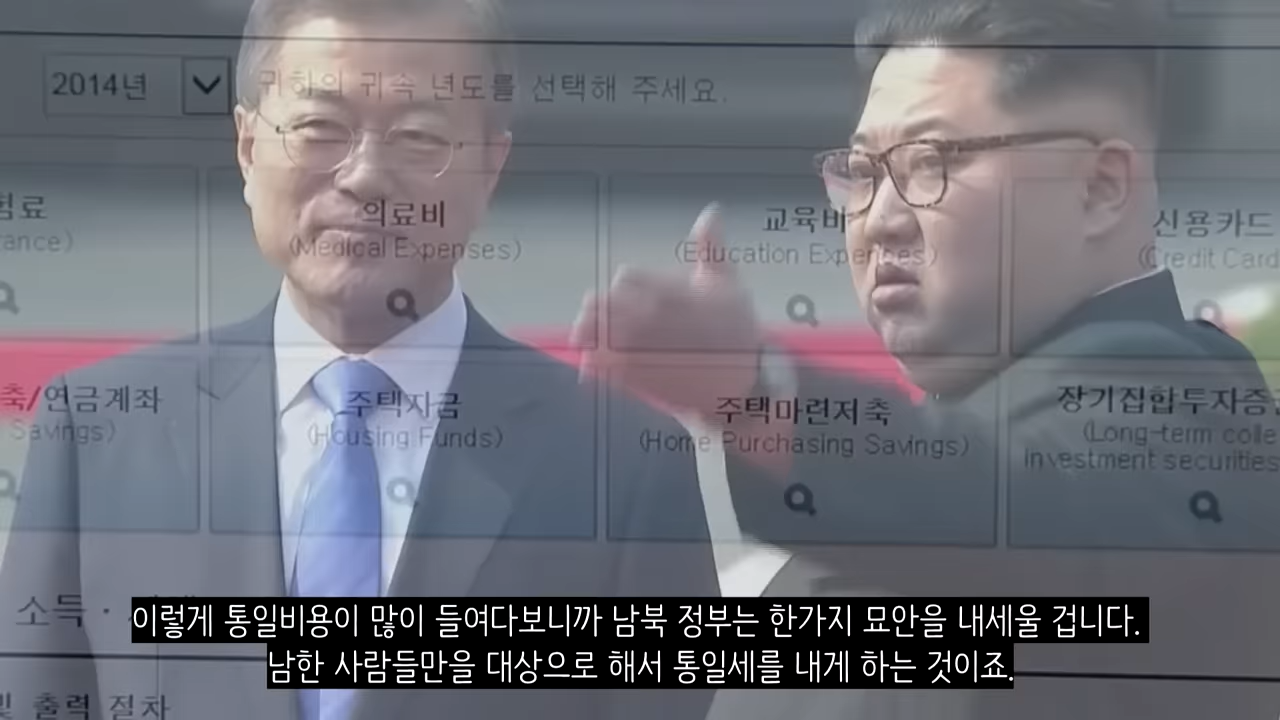 2014년
귀하의 귀속 년도를 선택해 주세요.
험료
의료비
교육비
신용카드
(Medical Expenses)
(Education Expenses)
(Credit Card
축/연금계좌
주택자금
주택마련저축
장기집합투자증
Savings)
(Housing Funds)
(Home Purchasing Savings)
(Long-term colle
investment securities
소득 ·
이렇게 통일비용이 많이 들여다보니까 남북 정부는 한가지 묘안을 내세울 겁니다.
남한 사람들만을 대상으로 해서 통일세를 내게 하는 것이죠.
및 출력 절차